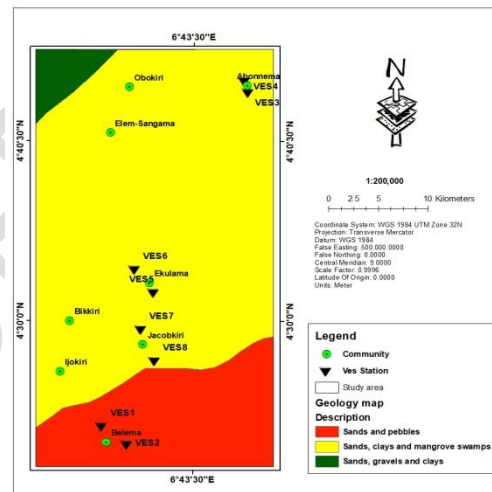 6°43'30"E
Obokiri
Abonnema
VES4
VES3
Elem-Sangama
4°40'30"N
4°40'30"N
VES6
VES5
Ekulama
VES7
Bikkiri
4°30'0"N
4°30'0"N
Jacobkiri
VES8
Ijokiri
VES1
Belema
VES2
6°43'30"E
N
1:200,000
0 2.5 5 10 Kilometers
Coordinate System: WGS 1984 UTM Zone 32N
Projection: Transverse Mercator
Datum: WGS 1984
False Easting: 500,000.0000
False Northing: 0.0000
Central Meridian: 9.0000
Scale Factor: 0.9996
Latitude Of Origin: 0.0000
Units: Meter
Legend
Community
Ves Station
Study area
Geology map
Description
Sands and pebbles
Sands, clays and mangrove swamps
Sands, gravels and clays